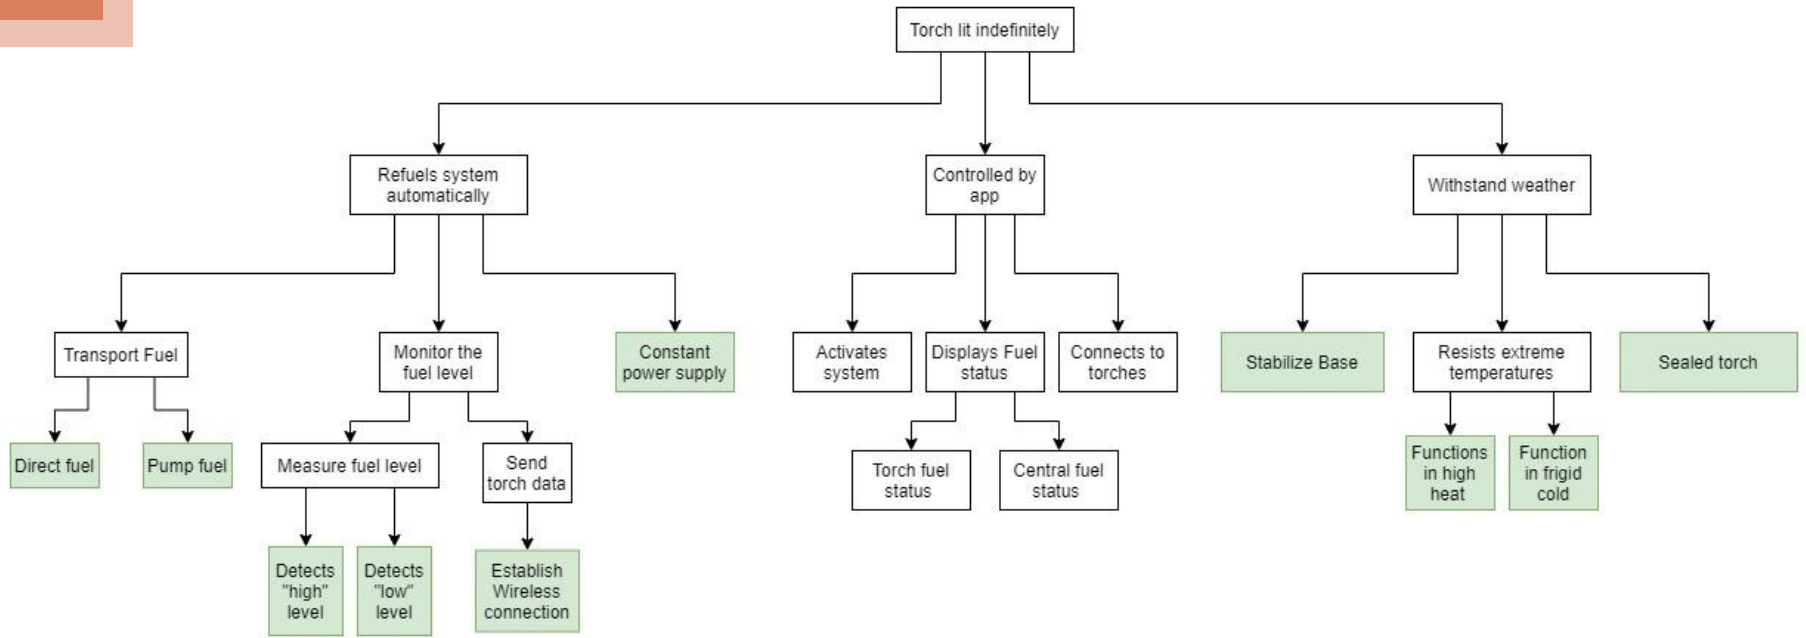 Torch lit indefinitely
Refuels system
automatically
Controlled by
app
Withstand weather
Transport Fuel
Monitor the
fuel level
Constant
power supply
Activates
system
Displays Fuel
status
Connects to
torches
Stabilize Base
Resists extreme
temperatures
Sealed torch
Direct fuel
Pump fuel
Measure fuel level
Send
torch data
Torch fuel
status
Central fuel
status
Functions
in high
heat
Function
in frigid
cold
Detects
"high"
level
Detects
"low"
level
Establish
Wireless
connection